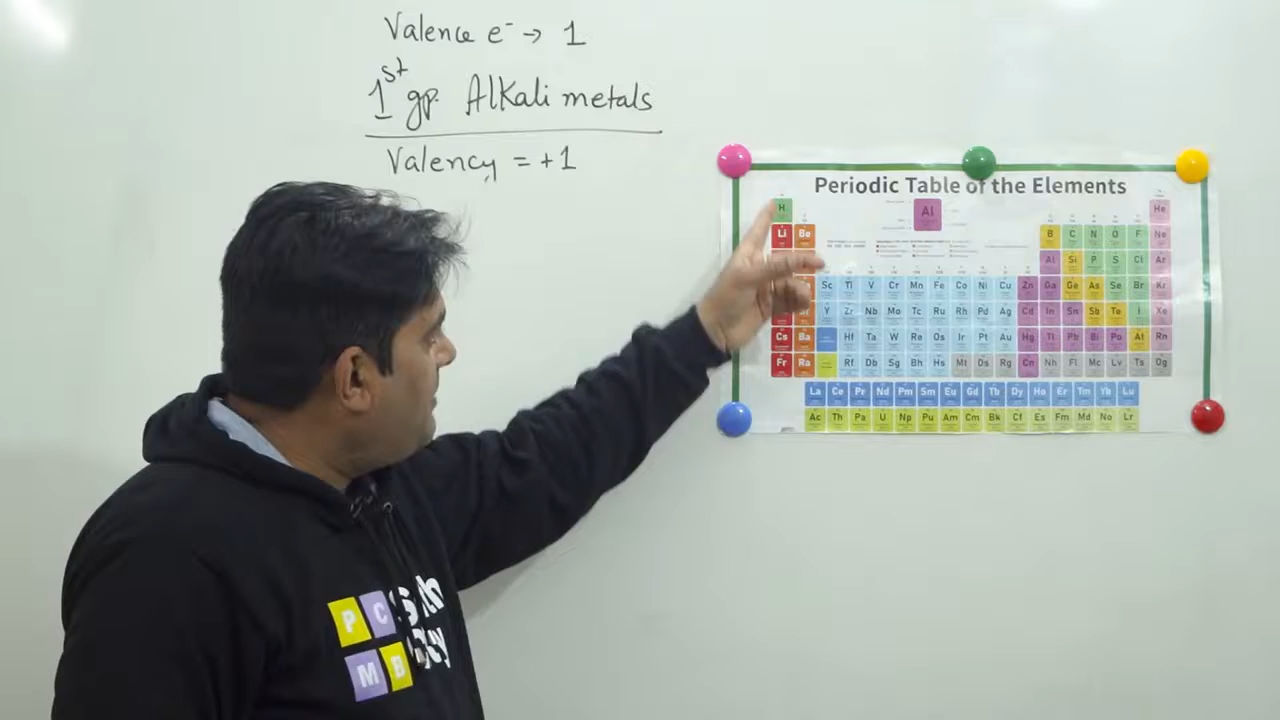 Valence e⁻ → 1
1st gp. Alkali metals
Valency = +1
Periodic Table of the Elements
H Al He
Li Be B C N O F Ne
Al Si P S Cl Ar
Sc Ti V Cr Mn Fe Co Ni Cu Zn Ga Ge As Se Br Kr
Y Zr Nb Mo Tc Ru Rh Pd Ag Cd In Sn Sb Te I Xe
Cs Ba Hf Ta W Re Os Ir Pt Au Hg Tl Pb Bi Po At Rn
Fr Ra Rf Db Sg Bh Hs Mt Ds Rg Cn Nh Fl Mc Lv Ts Og
La Ce Pr Nd Pm Sm Eu Gd Tb Dy Ho Er Tm Yb Lu
Ac Th Pa U Np Pu Am Cm Bk Cf Es Fm Md No Lr
P C
M B